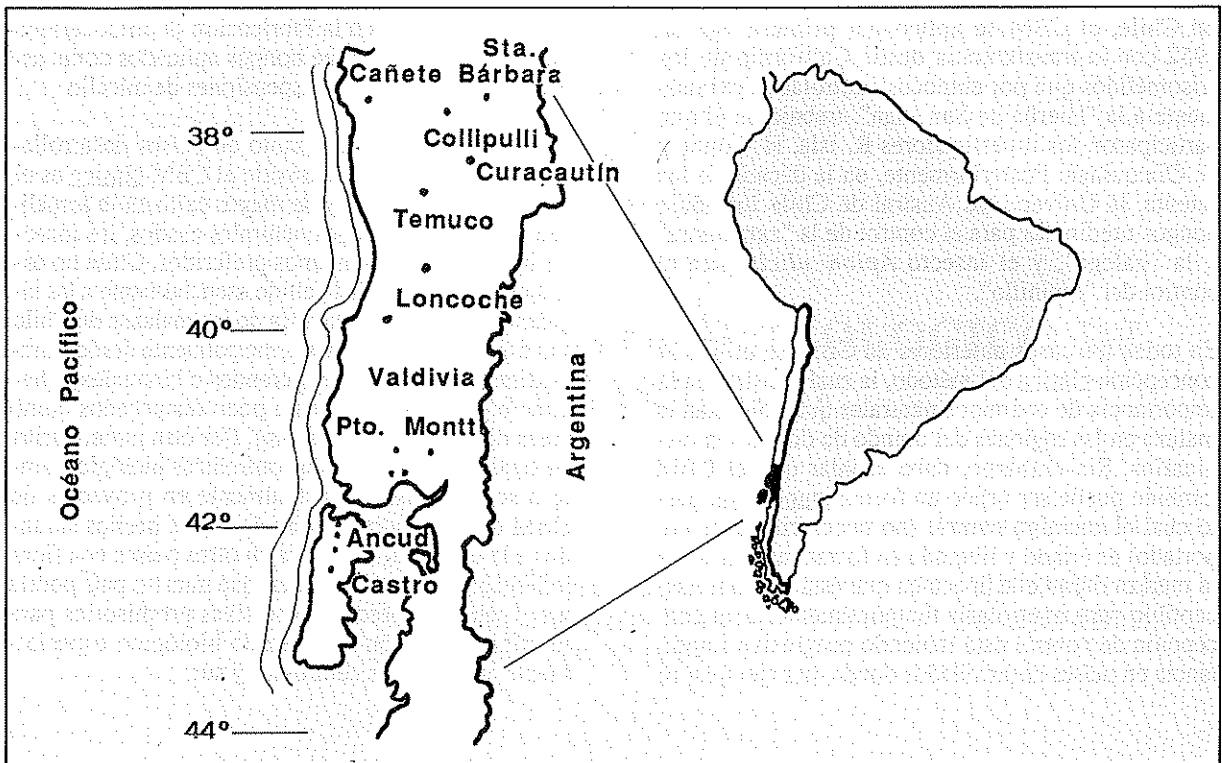 Sta.
Cañete Bárbara
38°
Collipulli
Curacautín
Temuco
Loncoche
40°
Valdivia
Pto. Montt
42°
Ancud
Castro
44°
Océano Pacífico
Argentina